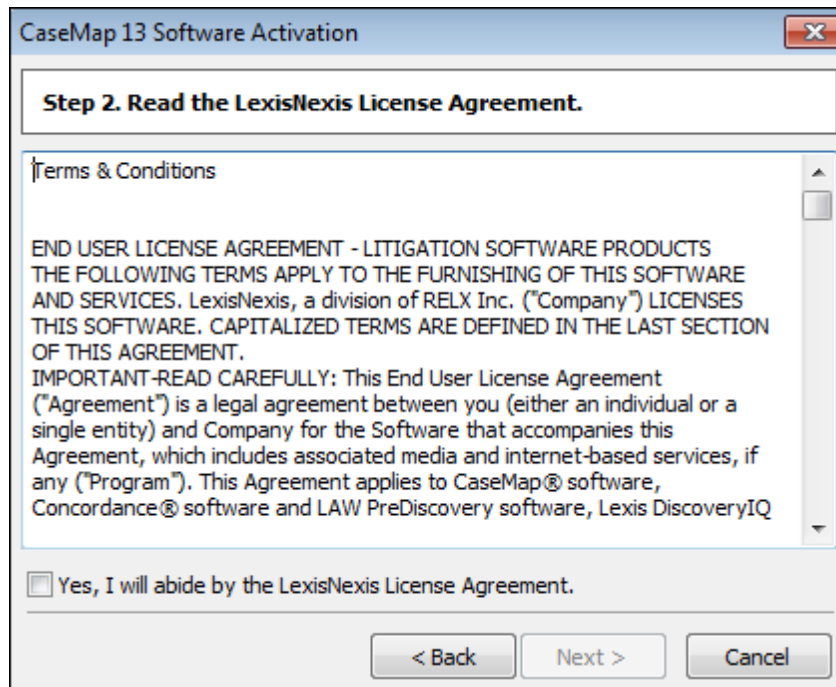 CaseMap 13 Software Activation
Step 2. Read the LexisNexis License Agreement.
Terms & Conditions
END USER LICENSE AGREEMENT - LITIGATION SOFTWARE PRODUCTS
THE FOLLOWING TERMS APPLY TO THE FURNISHING OF THIS SOFTWARE
AND SERVICES. LexisNexis, a division of RELX Inc. ("Company") LICENSES
THIS SOFTWARE. CAPITALIZED TERMS ARE DEFINED IN THE LAST SECTION
OF THIS AGREEMENT.
IMPORTANT-READ CAREFULLY: This End User License Agreement
("Agreement") is a legal agreement between you (either an individual or a
single entity) and Company for the Software that accompanies this
Agreement, which includes associated media and internet-based services, if
any ("Program"). This Agreement applies to CaseMap® software,
Concordance® software and LAW PreDiscovery software, Lexis DiscoveryIQ
Yes, I will abide by the LexisNexis License Agreement.
< Back Next > Cancel